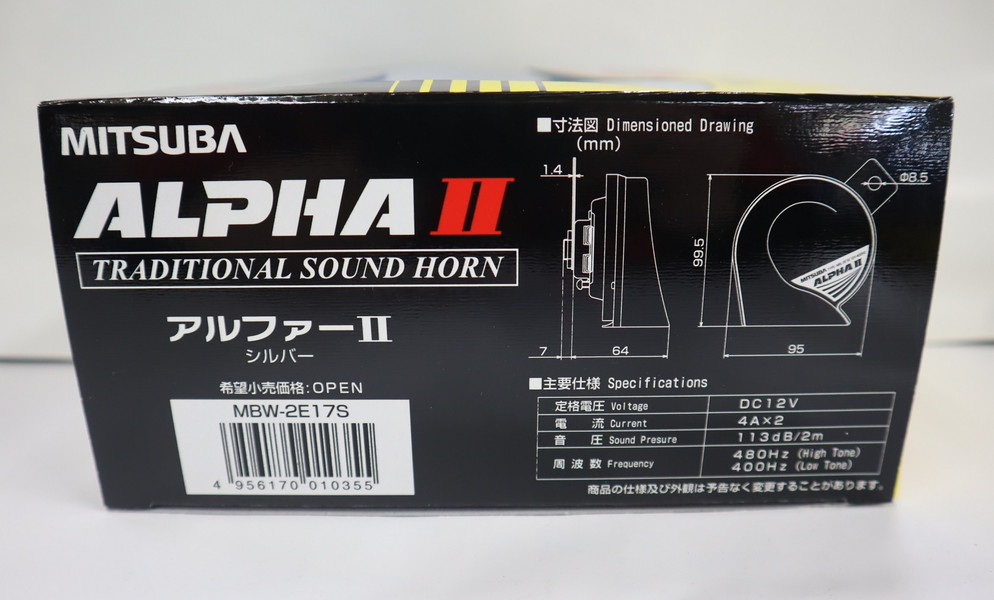 MITSUBA
ALPHA II
TRADITIONAL SOUND HORN
アルファーII
シルバー
希望小売価格:OPEN
MBW-2E17S
4 956170 010355
■寸法図 Dimensioned Drawing
(mm)
1.4
Φ8.5
99.5
MITSUBA
ALPHA II
7
64
95
■主要仕様 Specifications
定格電圧 Voltage DC12V
電 流 Current 4A×2
音 圧 Sound Presure 113dB/2m
周 波 数 Frequency 480Hz (High Tone)
400Hz (Low Tone)
商品の仕様及び外観は予告なく変更することがあります。